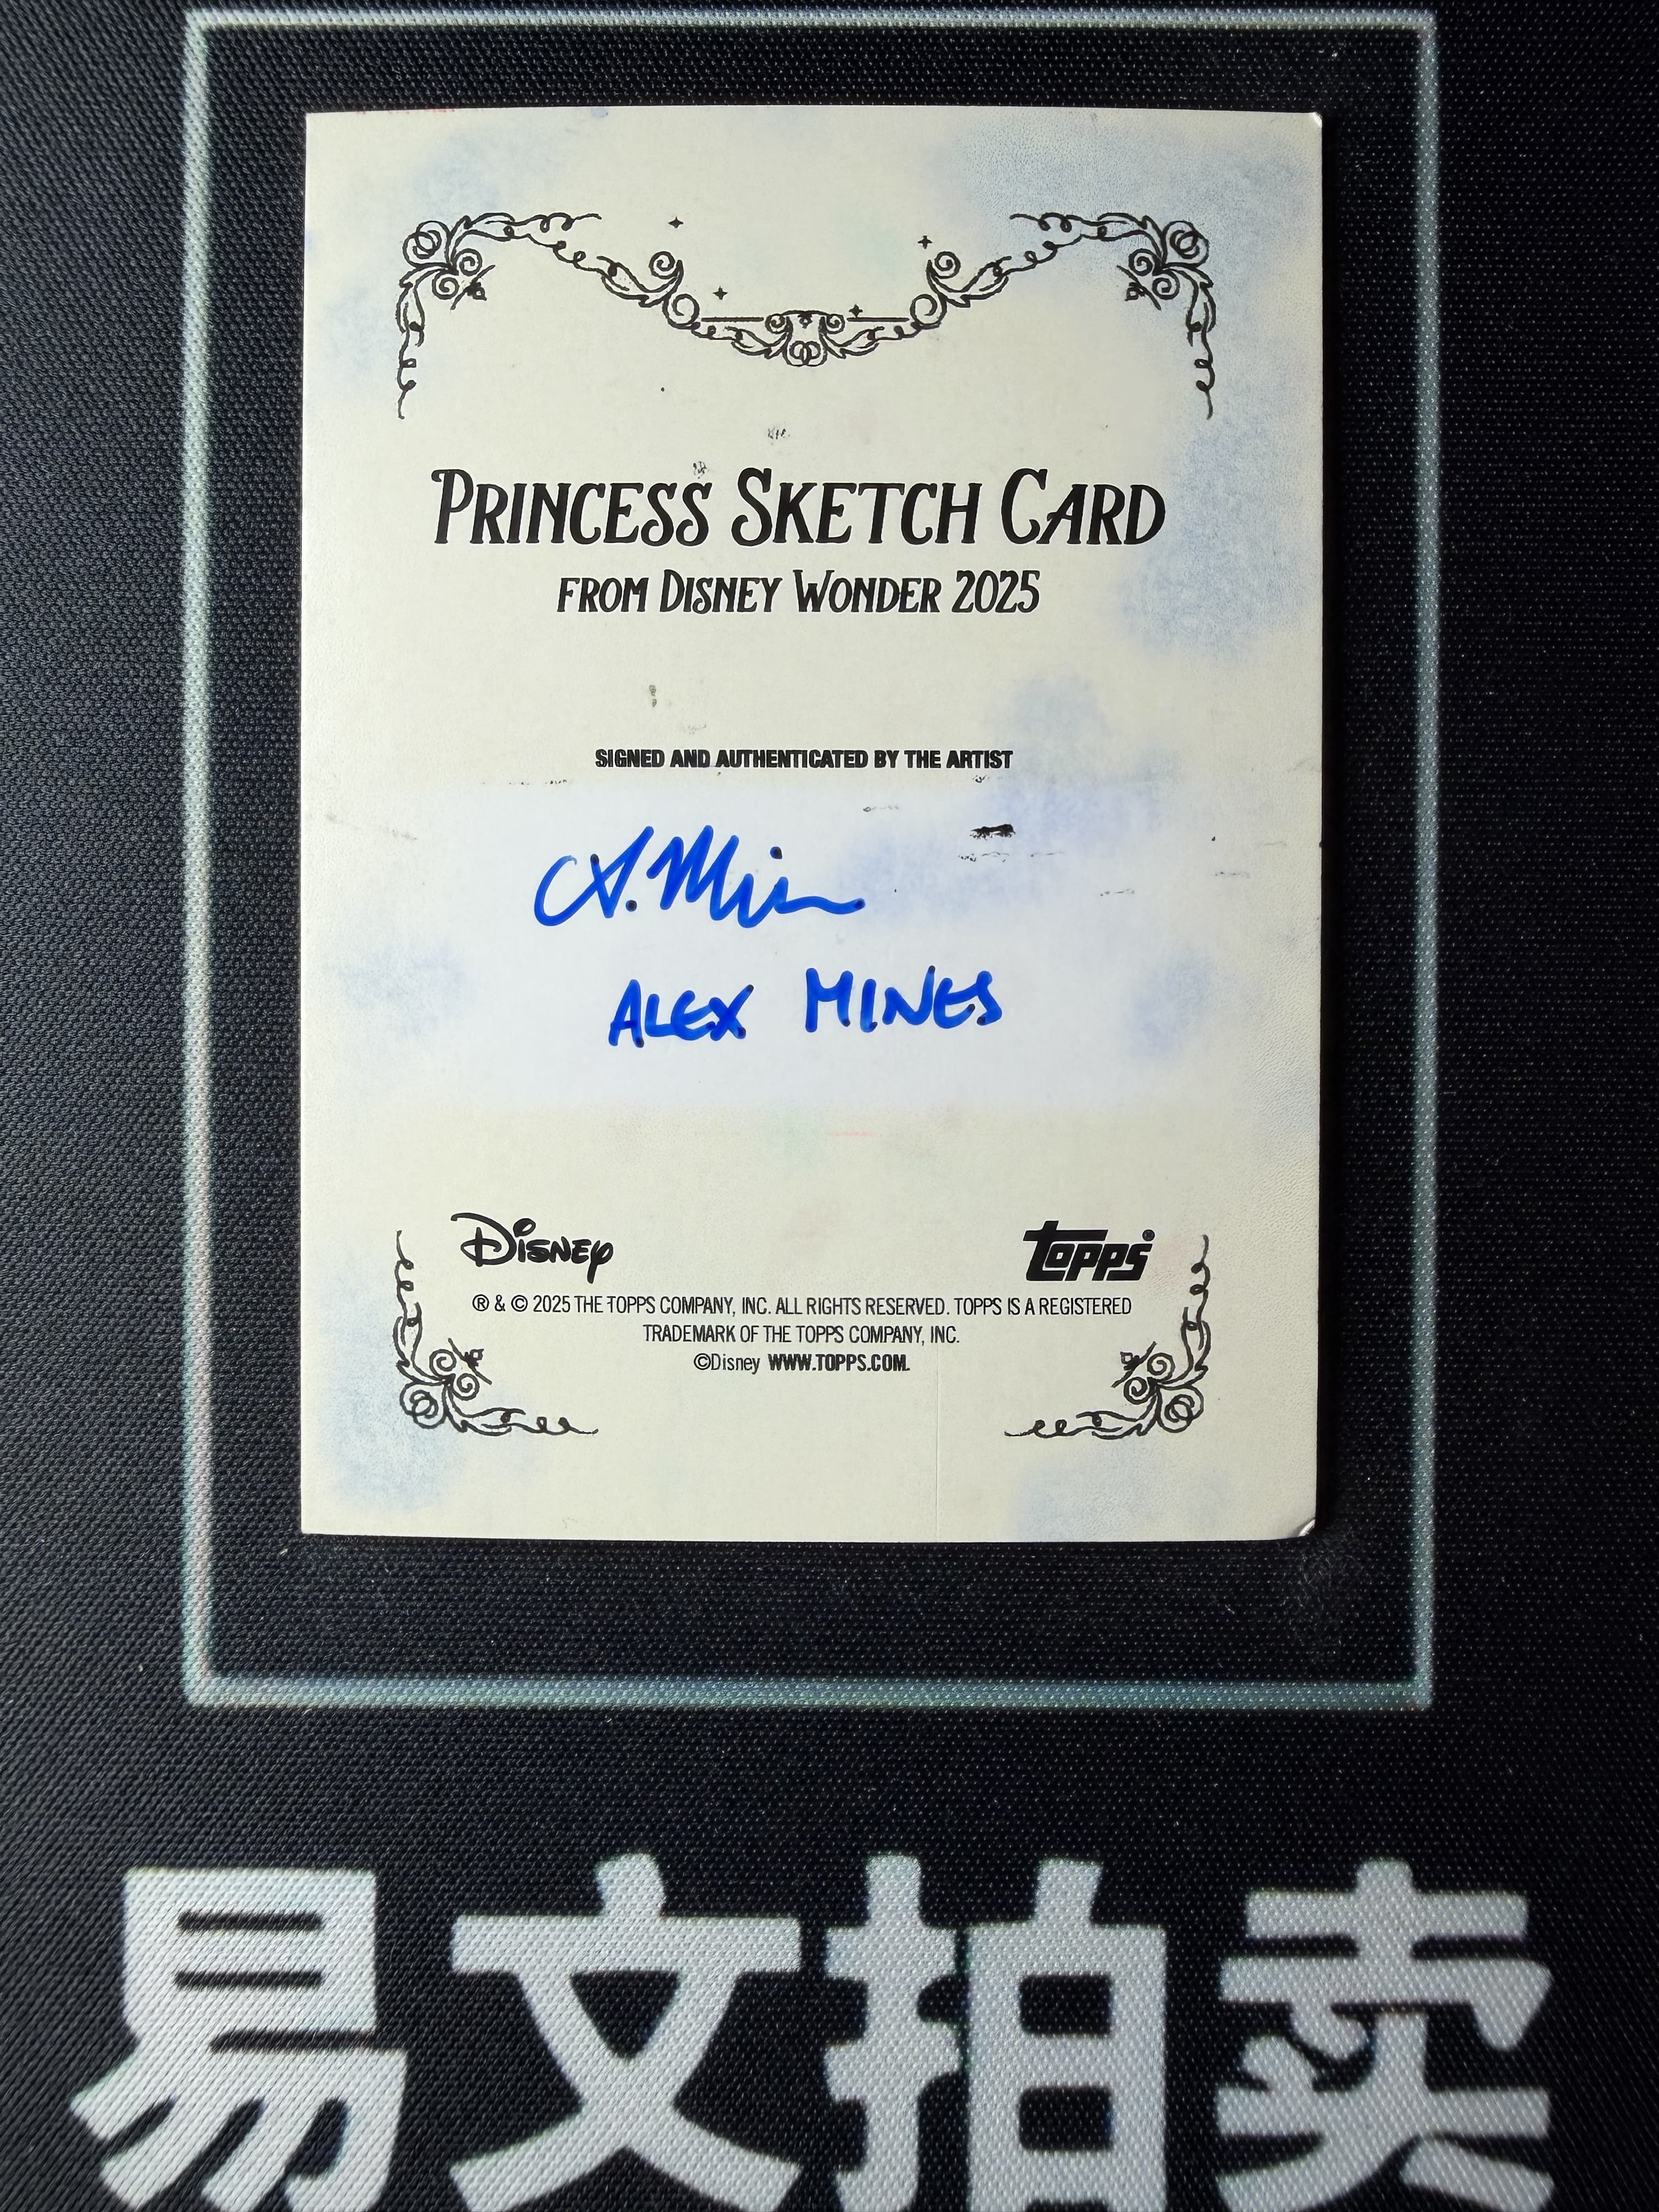 PRINCESS SKETCH CARD
FROM DISNEY WONDER 2025
SIGNED AND AUTHENTICATED BY THE ARTIST
A. Mines
ALEX MINES
Disney topps®
® & © 2025 THE TOPPS COMPANY, INC. ALL RIGHTS RESERVED. TOPPS IS A REGISTERED
TRADEMARK OF THE TOPPS COMPANY, INC.
©Disney WWW.TOPPS.COM.
易文拍卖